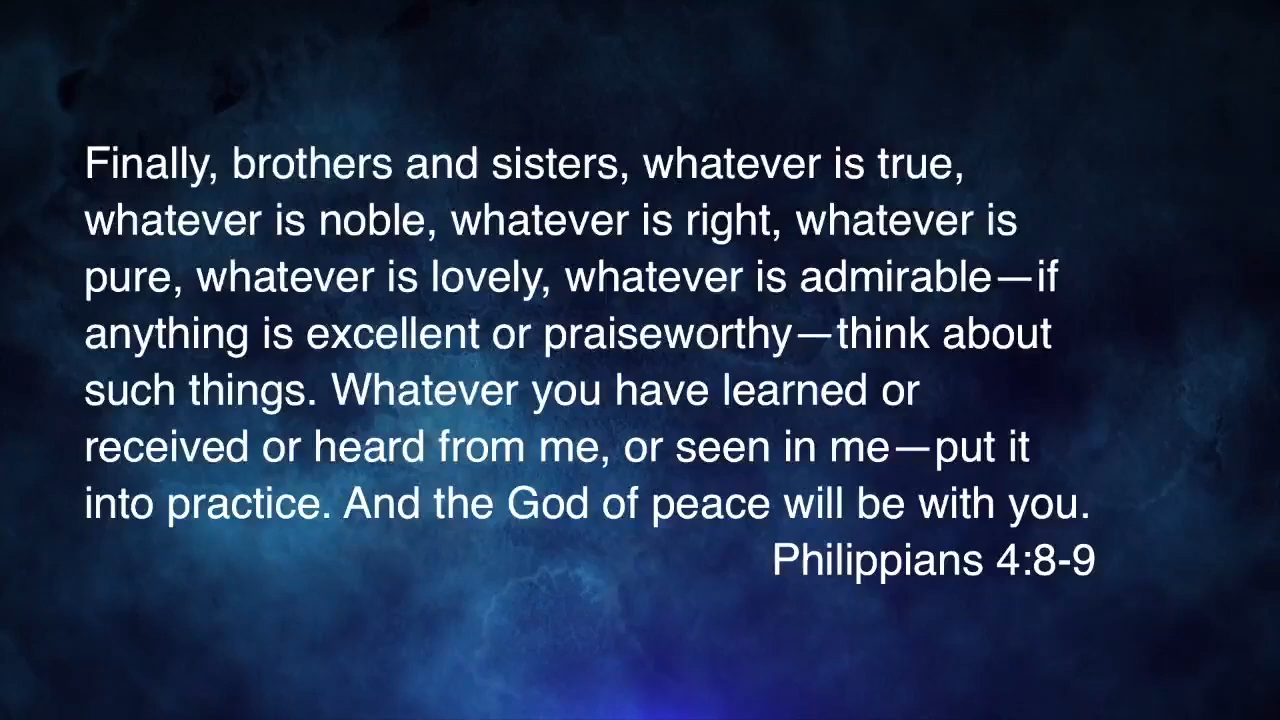 Finally, brothers and sisters, whatever is true,
whatever is noble, whatever is right, whatever is
pure, whatever is lovely, whatever is admirable—if
anything is excellent or praiseworthy—think about
such things. Whatever you have learned or
received or heard from me, or seen in me—put it
into practice. And the God of peace will be with you.
Philippians 4:8-9